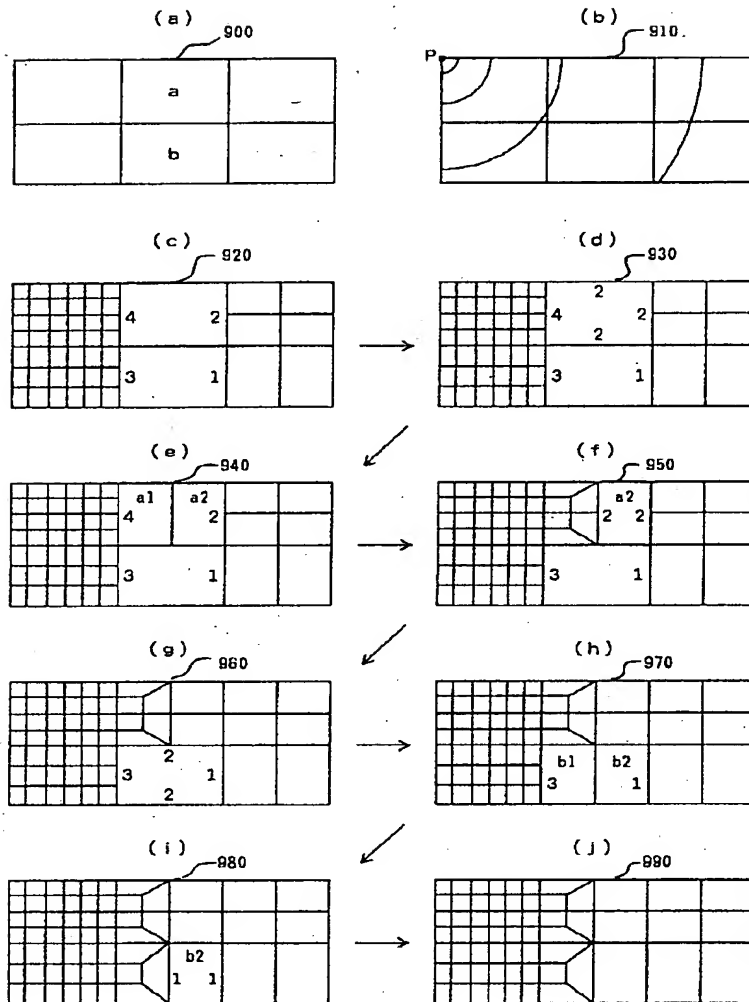 (a)
900
a
b
(b)
910.
P
(c)
920
4 2
3 1
(d)
930
2
4 2
2
3 1
(e)
940
a1 a2
4 2
3 1
(f)
950
a2
2 2
3 1
(g)
960
2
3 1
2
(h)
970
b1 b2
3 1
(i)
980
b2
1 1
(j)
990